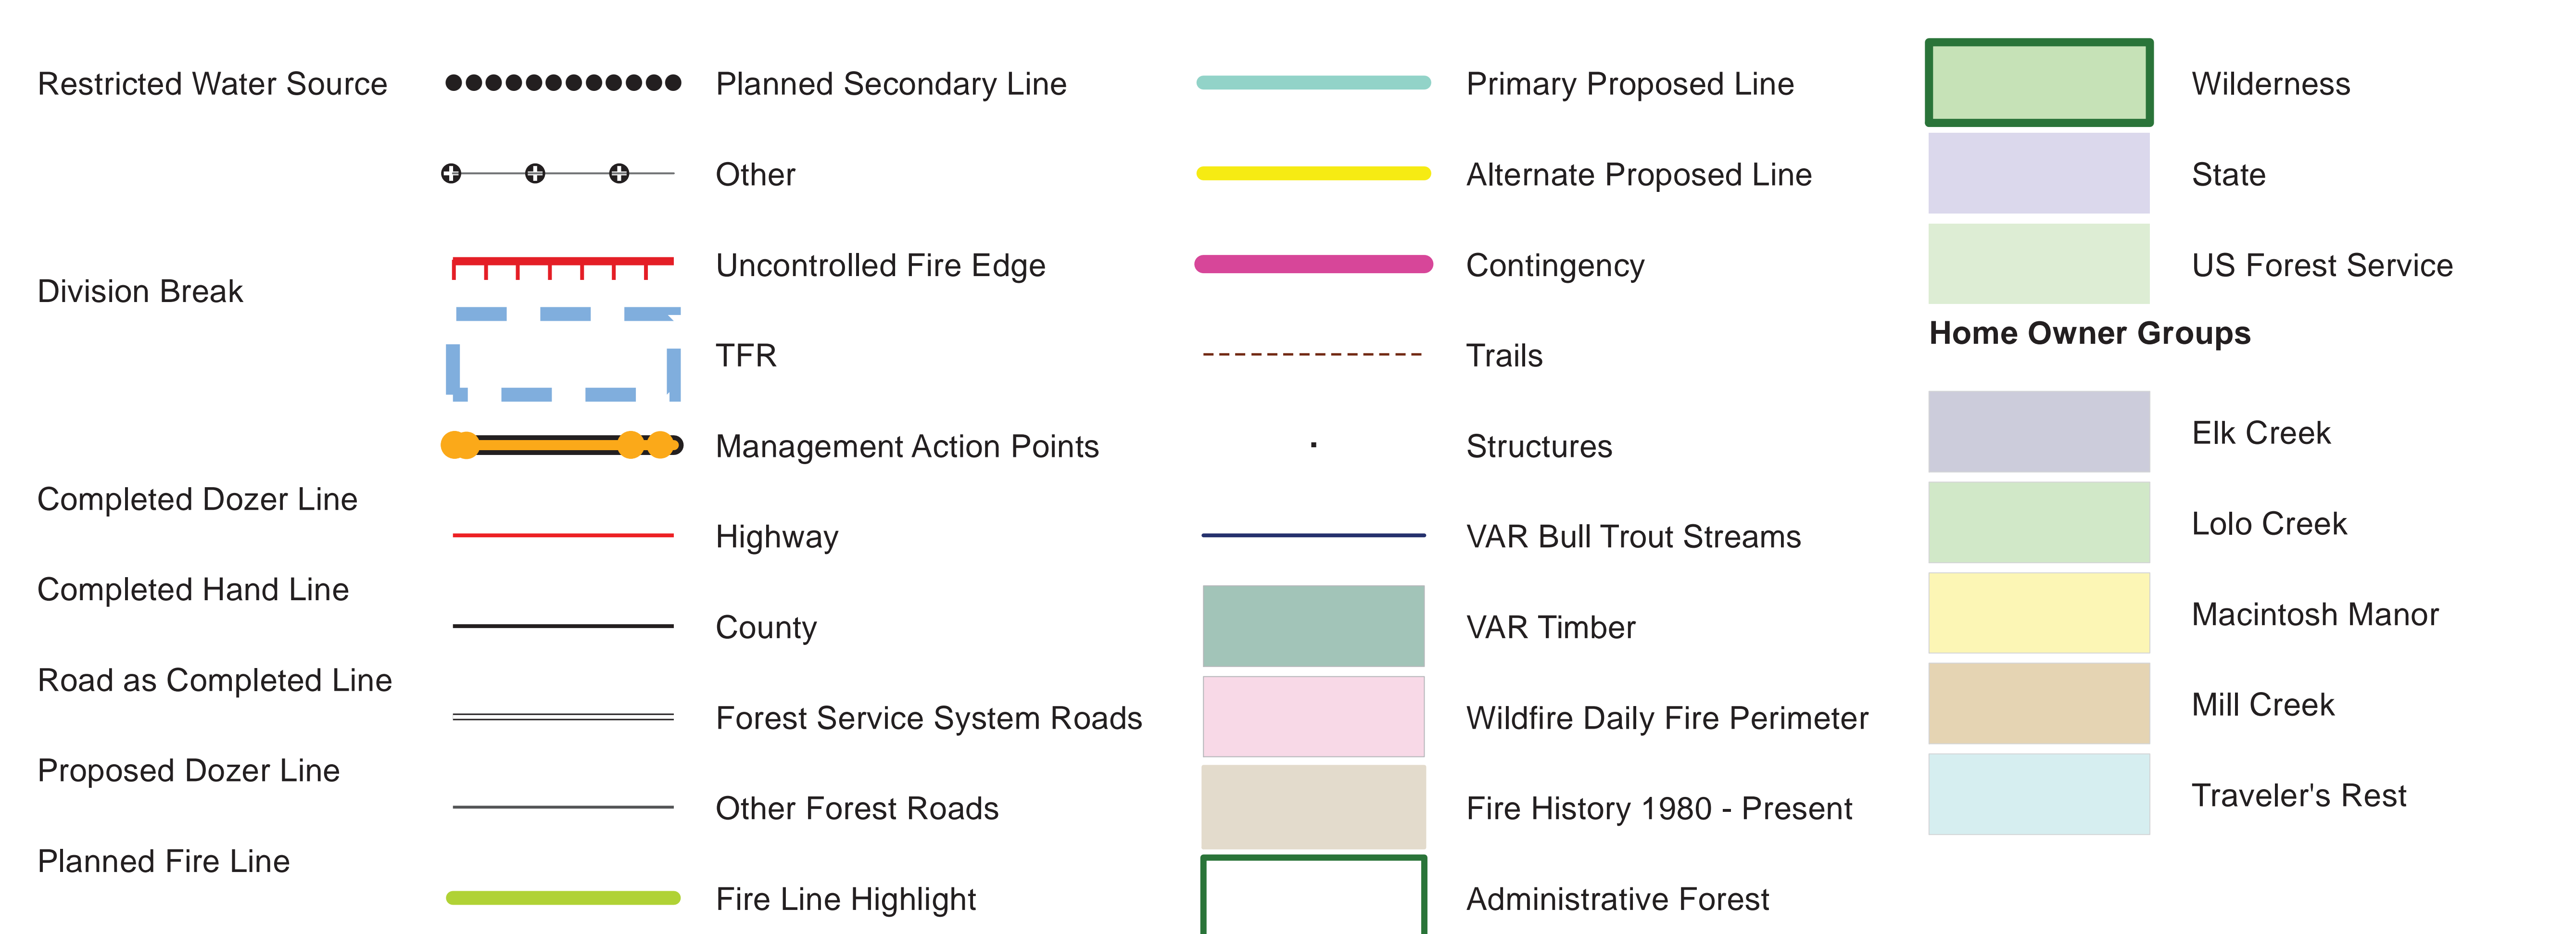 Restricted Water Source
Division Break
Completed Dozer Line
Completed Hand Line
Road as Completed Line
Proposed Dozer Line
Planned Fire Line
Planned Secondary Line
Other
Uncontrolled Fire Edge
TFR
Management Action Points
Highway
County
Forest Service System Roads
Other Forest Roads
Fire Line Highlight
Primary Proposed Line
Alternate Proposed Line
Contingency
Trails
Structures
VAR Bull Trout Streams
VAR Timber
Wildfire Daily Fire Perimeter
Fire History 1980 - Present
Administrative Forest
Wilderness
State
US Forest Service
Home Owner Groups
Elk Creek
Lolo Creek
Macintosh Manor
Mill Creek
Traveler's Rest